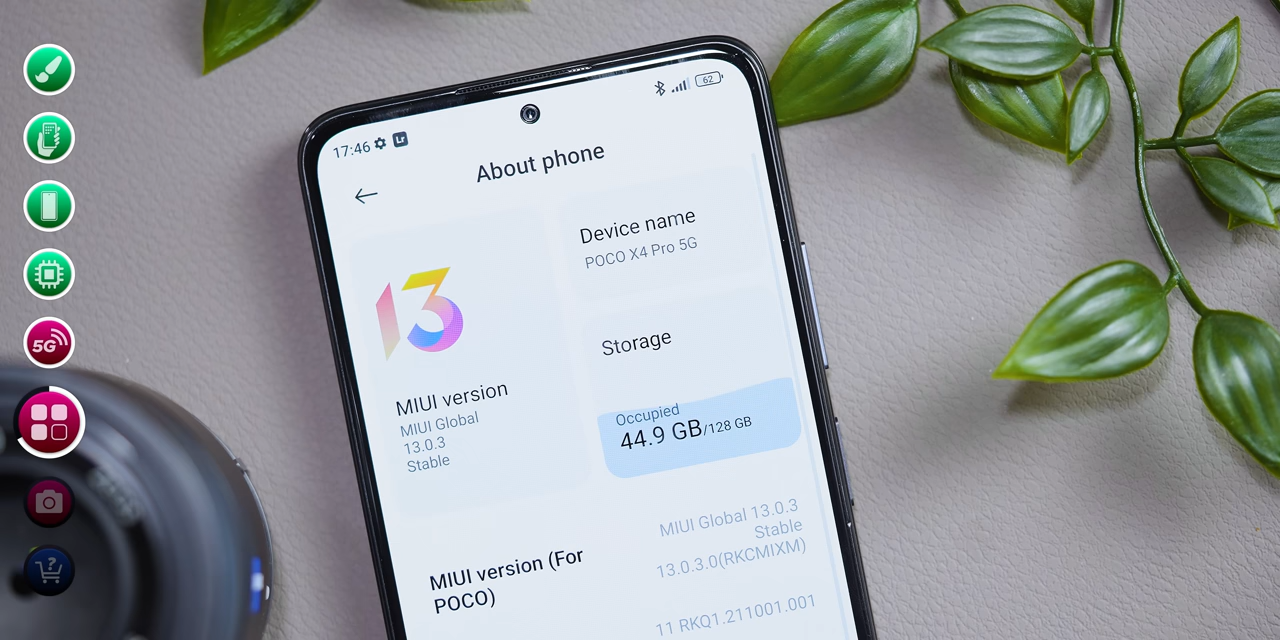 5G
17:46
62
About phone
13
Device name
POCO X4 Pro 5G
Storage
Occupied
44.9 GB/128 GB
MIUI version
MIUI Global
13.0.3
Stable
MIUI version (For
POCO)
MIUI Global 13.0.3
Stable
13.0.3.0(RKCMIXM)
11 RKQ1.211001.001